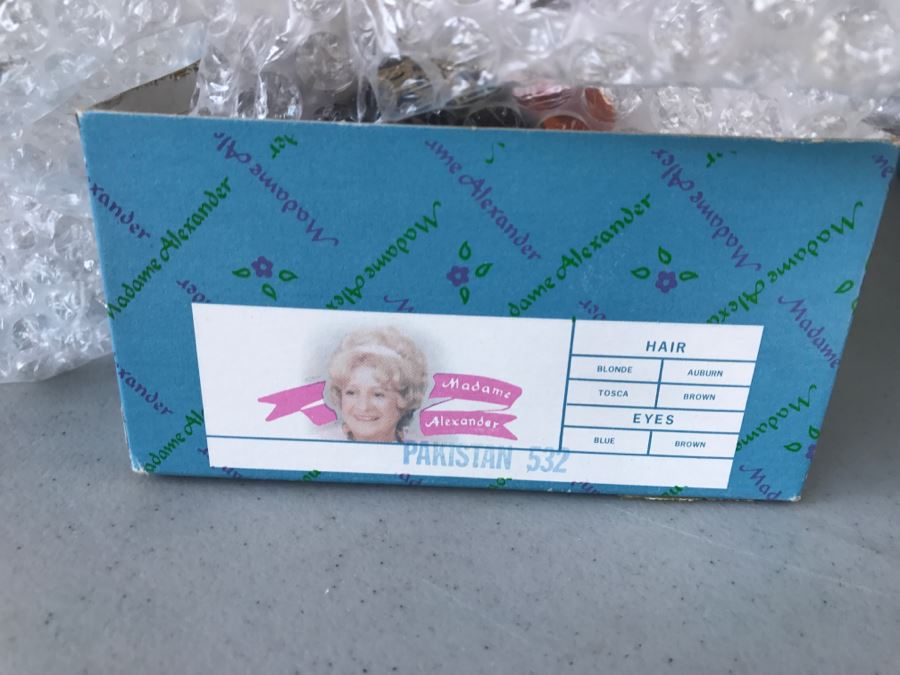 Madame Alexander
Madame Alexander
Madame Alexander
Madame Alexander
Madame
Alexander
HAIR
BLONDE AUBURN
TOSCA BROWN
EYES
BLUE BROWN
PAKISTAN 532